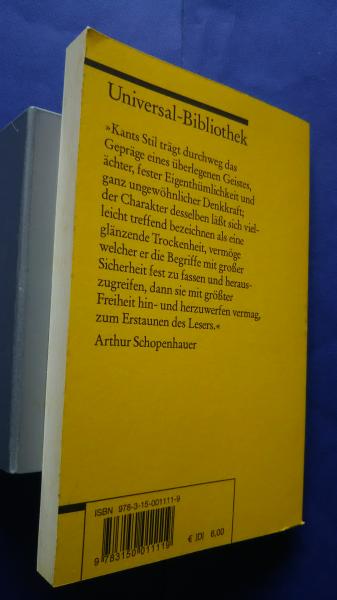 Universal-Bibliothek
»Kants Stil trägt durchweg das
Gepräge eines überlegenen Geistes,
ächter, fester Eigenthümlichkeit und
ganz ungewöhnlicher Denkkraft;
der Charakter desselben läßt sich viel-
leicht treffend bezeichnen als eine
glänzende Trockenheit, vermöge
welcher er die Begriffe mit großer
Sicherheit fest zu fassen und heraus-
zugreifen, dann sie mit größter
Freiheit hin- und herzuwerfen vermag,
zum Erstaunen des Lesers.«
Arthur Schopenhauer
ISBN 978-3-15-001111-9
9 783150 011119
€ [D] 6,00